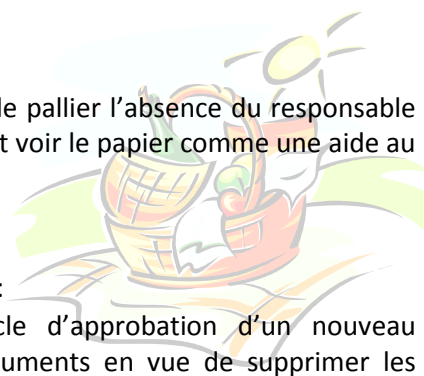 le pallier l’absence du responsable
t voir le papier comme une aide au
:
cle d’approbation d’un nouveau
uments en vue de supprimer les